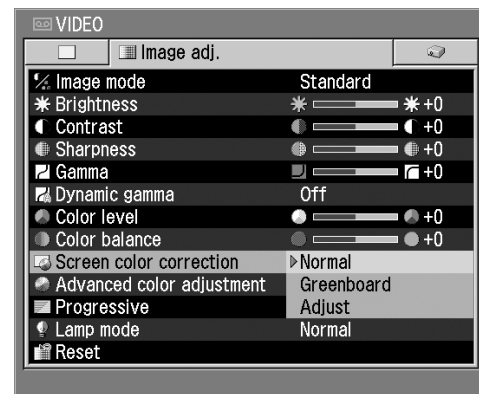 VIDEO
Image adj.
Image mode Standard
Brightness +0
Contrast +0
Sharpness +0
Gamma +0
Dynamic gamma Off
Color level +0
Color balance +0
Screen color correction Normal
Advanced color adjustment Greenboard
Progressive Adjust
Lamp mode Normal
Reset